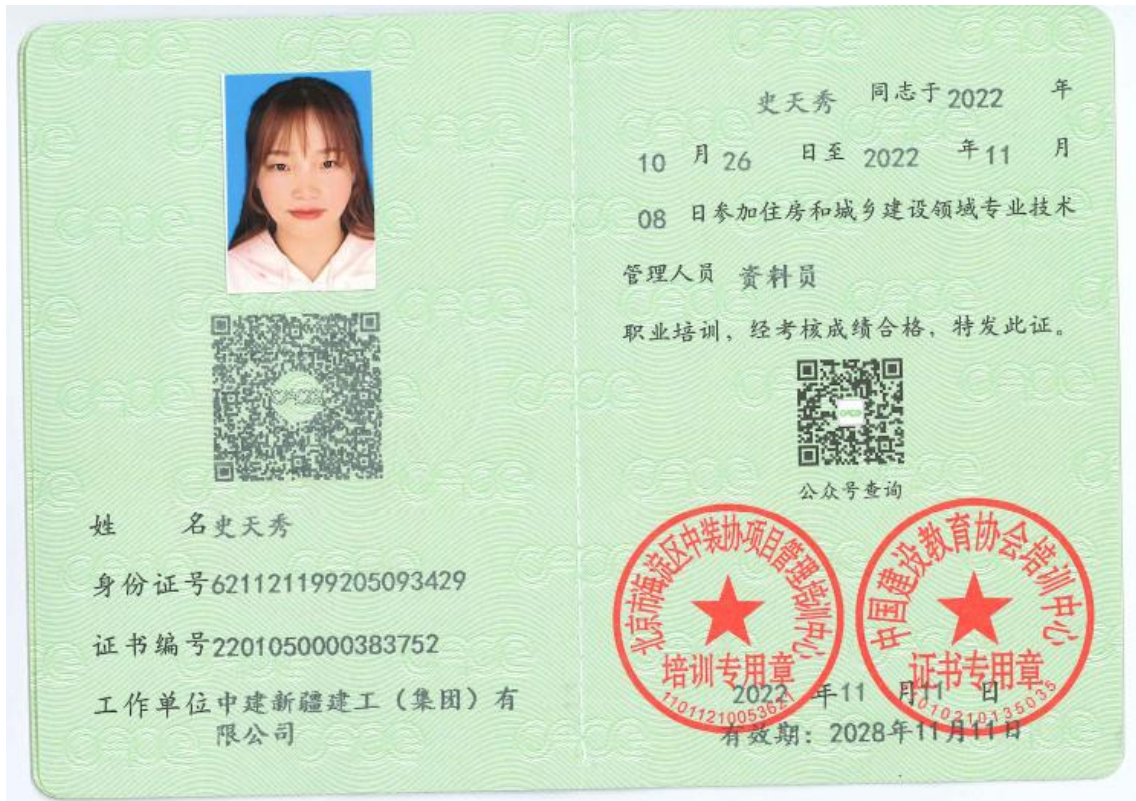 姓 名史天秀
身份证号621121199205093429
证书编号2201050000383752
工作单位中建新疆建工（集团）有
限公司
史天秀 同志于2022 年
10 月 26 日至 2022 年11 月
08 日参加住房和城乡建设领域专业技术
管理人员 资料员
职业培训，经考核成绩合格，特发此证。
公众号查询
北京市海淀区中装协项目管理培训中心
培训专用章
中国建设教育协会培训中心
证书专用章
2022 年11 月11 日
有效期：2028年11月11日